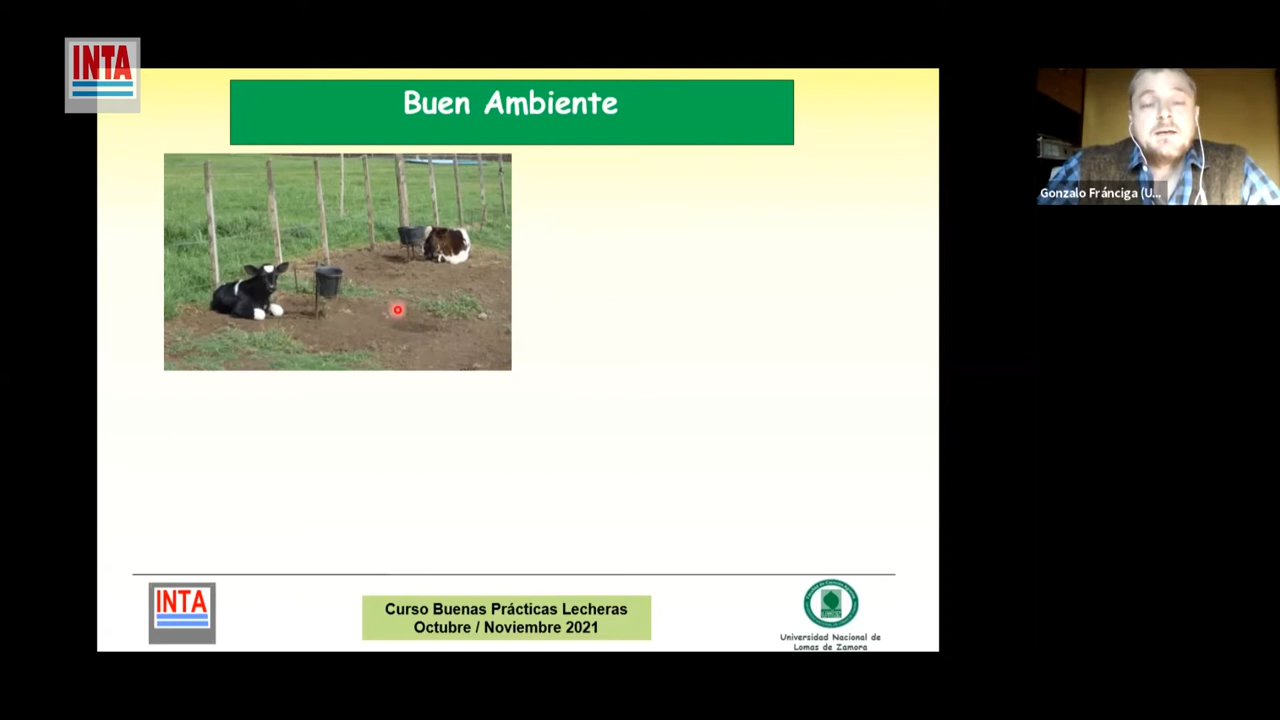 INTA
Buen Ambiente
Gonzalo Fránciga (U...
INTA
Curso Buenas Prácticas Lecheras
Octubre / Noviembre 2021
Universidad Nacional de
Lomas de Zamora